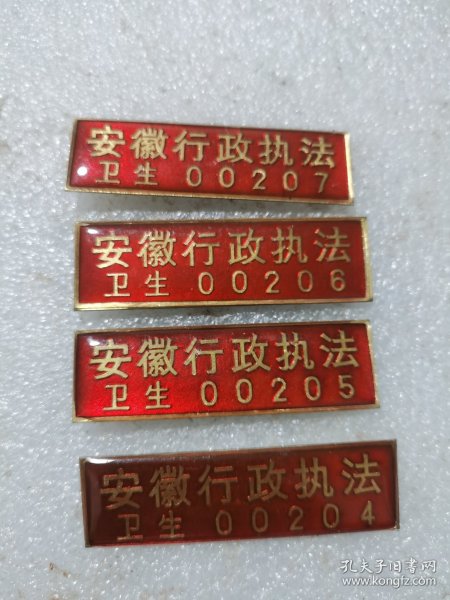 安徽行政执法
卫生 00207
安徽行政执法
卫生 00206
安徽行政执法
卫生 00205
安徽行政执法
卫生 00204
孔夫子旧书网
www.kongfz.com